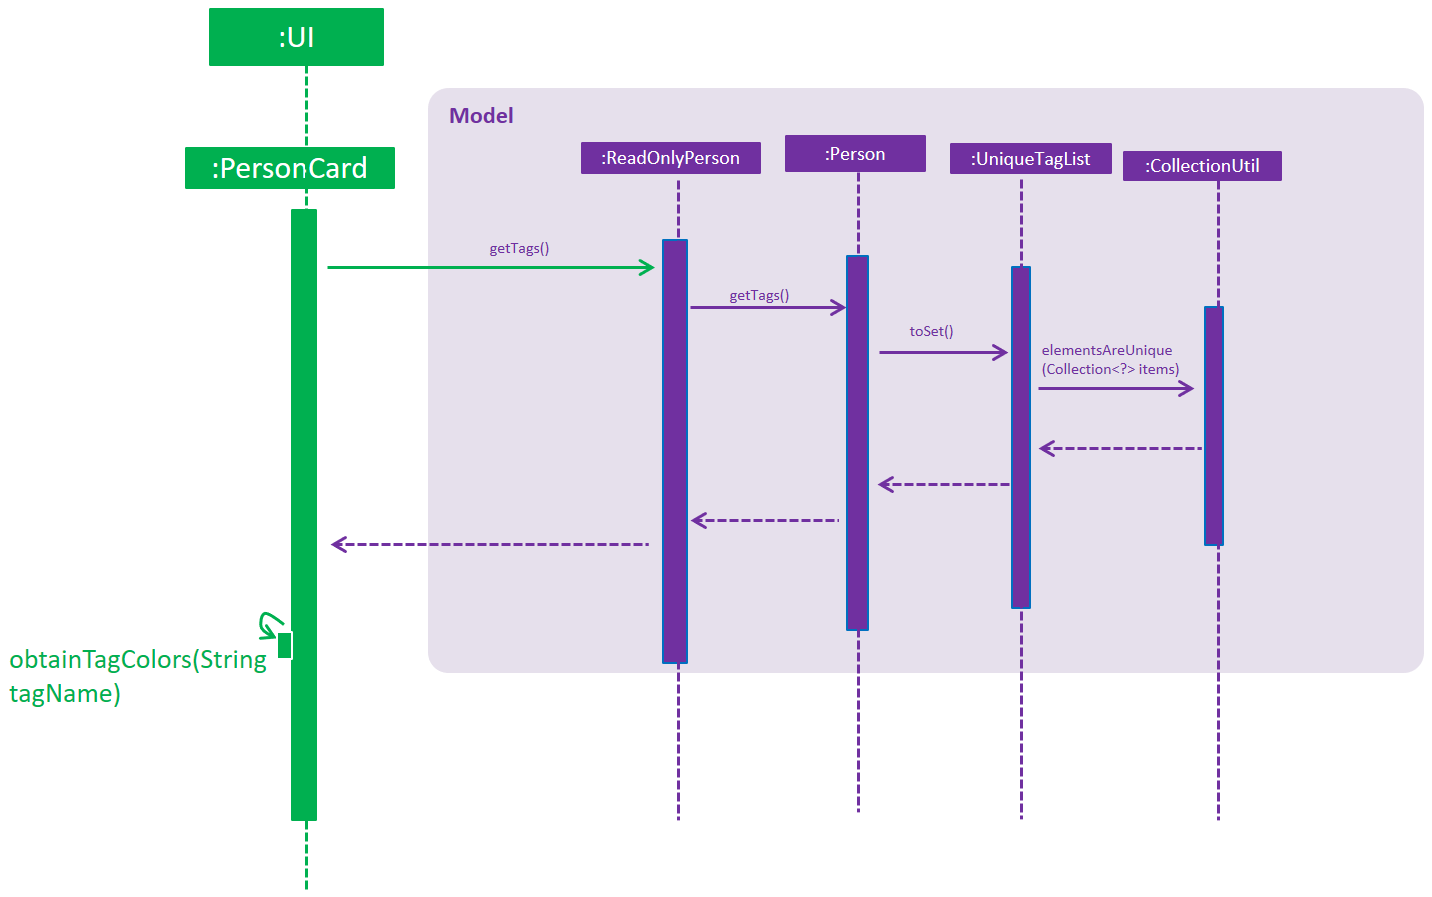 :UI
Model
:PersonCard
:ReadOnlyPerson
:Person
:UniqueTagList
:CollectionUtil
getTags()
getTags()
toSet()
elementsAreUnique
(Collection<?> items)
obtainTagColors(String
tagName)